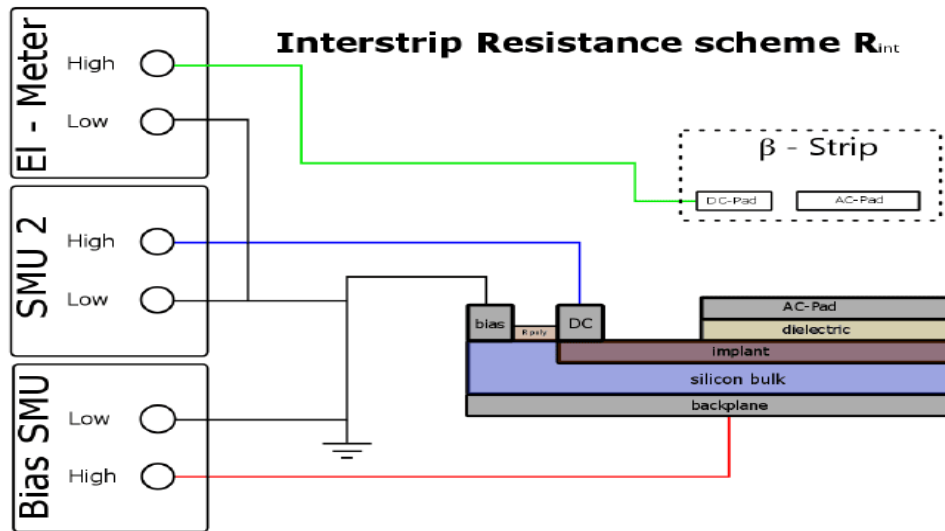 Interstrip Resistance scheme Rint
El - Meter
High
Low
SMU 2
High
Low
Bias SMU
Low
High
β - Strip
DC-Pad
AC-Pad
bias
R poly
DC
AC-Pad
dielectric
implant
silicon bulk
backplane